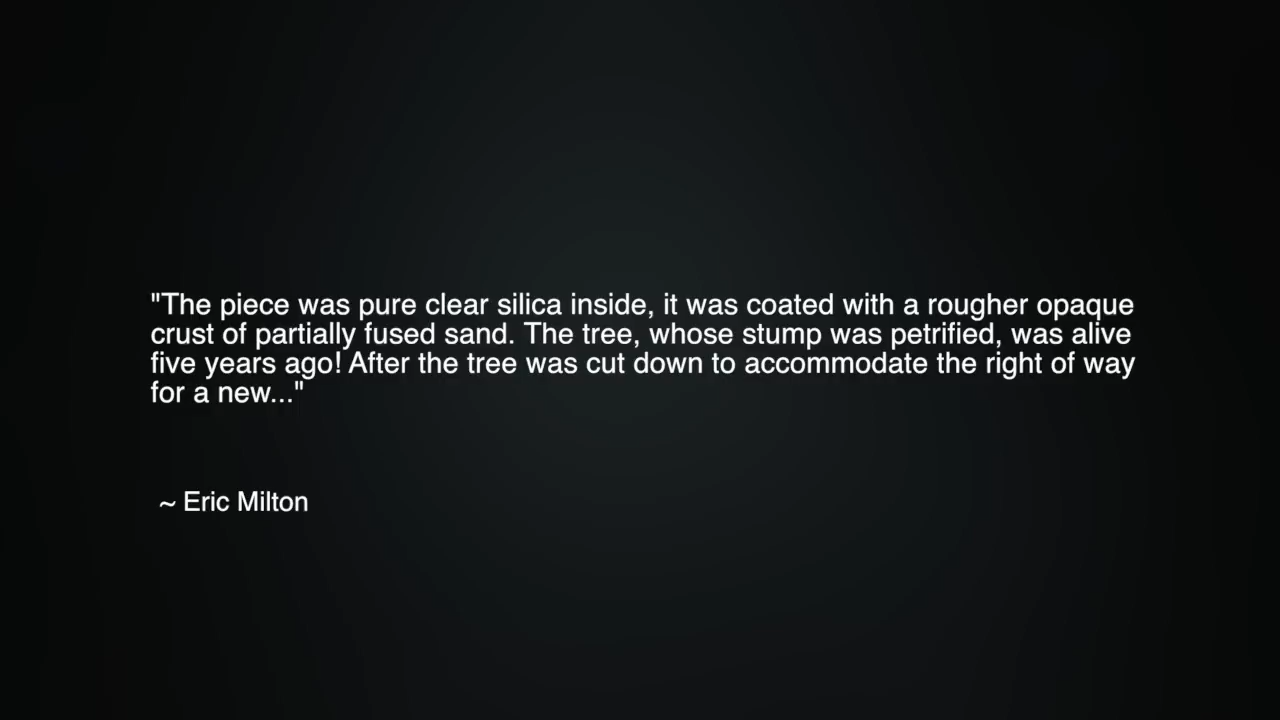 "The piece was pure clear silica inside, it was coated with a rougher opaque
crust of partially fused sand. The tree, whose stump was petrified, was alive
five years ago! After the tree was cut down to accommodate the right of way
for a new..."
~ Eric Milton